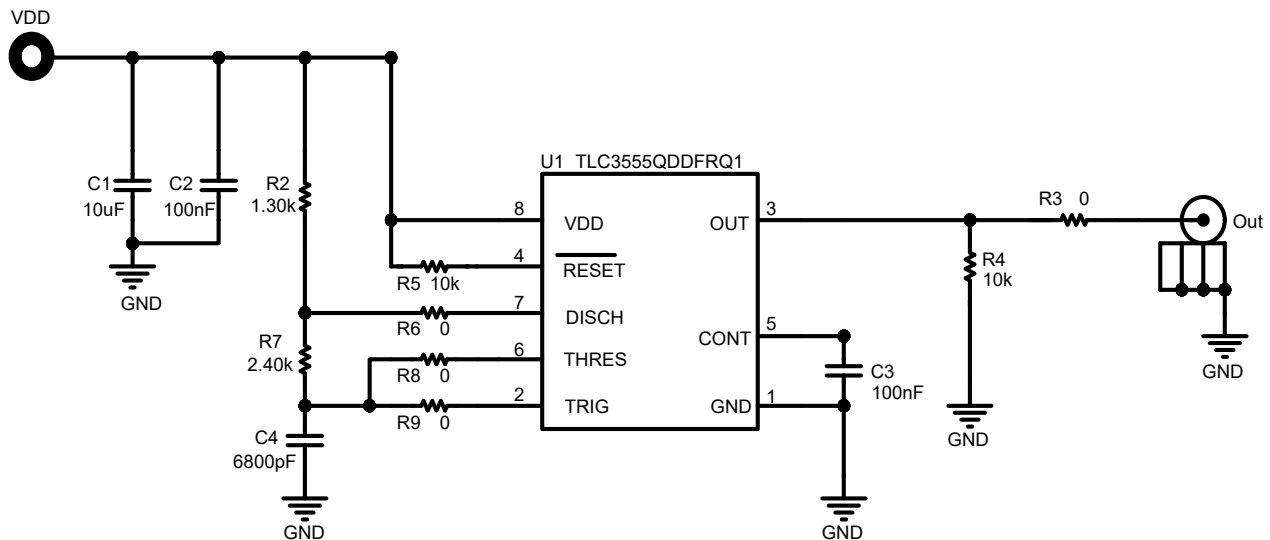 VDD
C1
10uF
C2
100nF
R2
1.30k
GND
U1 TLC3555QDDFRQ1
8
VDD
4
RESET
R5 10k
7
DISCH
R6 0
6
THRES
R8 0
2
TRIG
R9 0
OUT
3
CONT
5
GND
1
R7
2.40k
C4
6800pF
GND
C3
100nF
GND
R3 0
R4
10k
GND
Out
GND